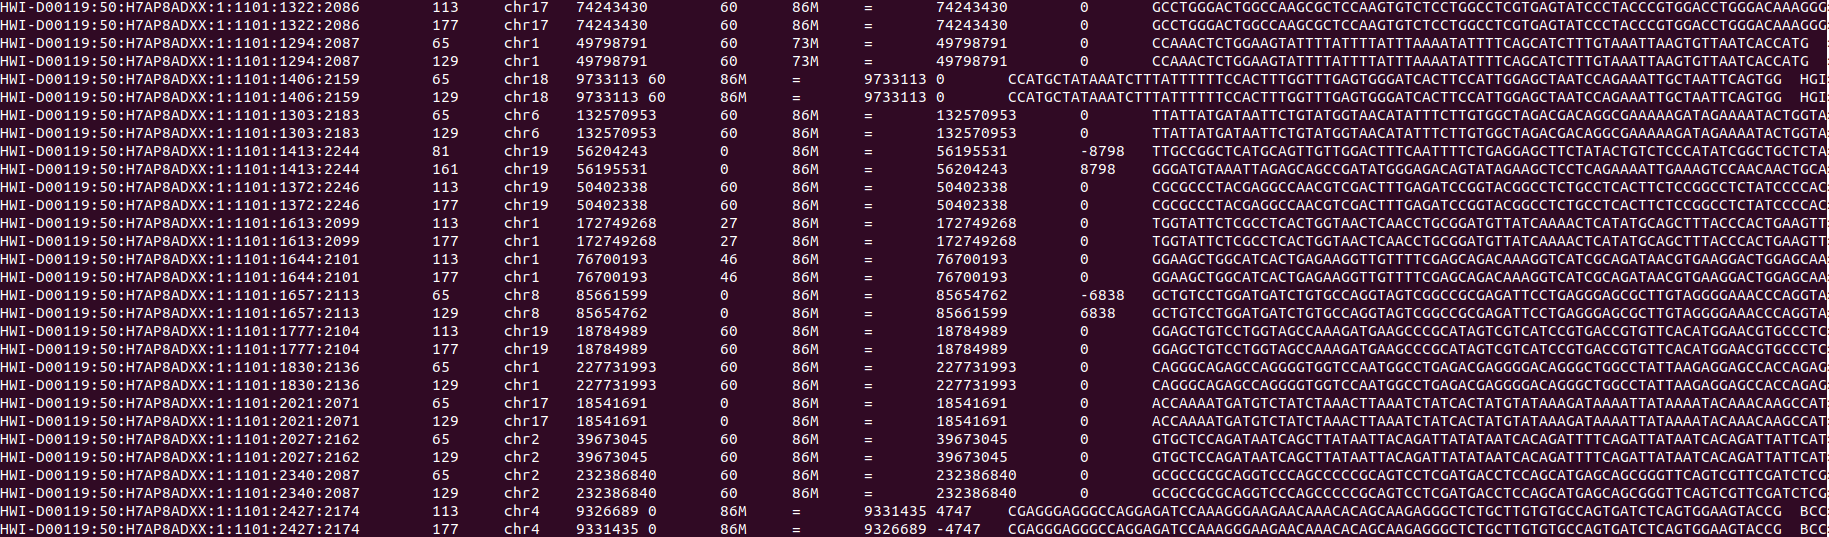 HWI-D00119:50:H7AP8ADXX:1:1101:1322:2086 113 chr17 74243430 60 86M = 74243430 0 GCCTGGGACTGGCCAAGCGCTCCAAGTGTCTCCTGGCCTCGTGAGTATCCCTACCCGTGGACCTGGGACAAAGGG
HWI-D00119:50:H7AP8ADXX:1:1101:1322:2086 177 chr17 74243430 60 86M = 74243430 0 GCCTGGGACTGGCCAAGCGCTCCAAGTGTCTCCTGGCCTCGTGAGTATCCCTACCCGTGGACCTGGGACAAAGGG
HWI-D00119:50:H7AP8ADXX:1:1101:1294:2087 65 chr1 49798791 60 73M = 49798791 0 CCAAACTCTGGAAGTATTTTATTTTATTTAAAATATTTTCAGCATCTTTGTAAATTAAGTGTTAATCACCATG
HWI-D00119:50:H7AP8ADXX:1:1101:1294:2087 129 chr1 49798791 60 73M = 49798791 0 CCAAACTCTGGAAGTATTTTATTTTATTTAAAATATTTTCAGCATCTTTGTAAATTAAGTGTTAATCACCATG
HWI-D00119:50:H7AP8ADXX:1:1101:1406:2159 65 chr18 9733113 60 86M = 9733113 0 CCATGCTATAAATCTTTATTTTTTCCACTTTGGTTTGAGTGGGATCACTTCCATTGGAGCTAATCCAGAAATTGCTAATTCAGTGG HGI
HWI-D00119:50:H7AP8ADXX:1:1101:1406:2159 129 chr18 9733113 60 86M = 9733113 0 CCATGCTATAAATCTTTATTTTTTCCACTTTGGTTTGAGTGGGATCACTTCCATTGGAGCTAATCCAGAAATTGCTAATTCAGTGG HGI
HWI-D00119:50:H7AP8ADXX:1:1101:1303:2183 65 chr6 132570953 60 86M = 132570953 0 TTATTATGATAATTCTGTATGGTAACATATTTCTTGTGGCTAGACGACAGGCGAAAAAGATAGAAAATACTGGTA
HWI-D00119:50:H7AP8ADXX:1:1101:1303:2183 129 chr6 132570953 60 86M = 132570953 0 TTATTATGATAATTCTGTATGGTAACATATTTCTTGTGGCTAGACGACAGGCGAAAAAGATAGAAAATACTGGTA
HWI-D00119:50:H7AP8ADXX:1:1101:1413:2244 81 chr19 56204243 0 86M = 56195531 -8798 TTGCCGGCTCATGCAGTTGTTGGACTTTCAATTTTCTGAGGAGCTTCTATACTGTCTCCCATATCGGCTGCTCTA
HWI-D00119:50:H7AP8ADXX:1:1101:1413:2244 161 chr19 56195531 0 86M = 56204243 8798 GGGATGTAAATTAGAGCAGCCGATATGGGAGACAGTATAGAAGCTCCTCAGAAAATTGAAAGTCCAACAACTGCA
HWI-D00119:50:H7AP8ADXX:1:1101:1372:2246 113 chr19 50402338 60 86M = 50402338 0 CGCGCCCTACGAGGCCAACGTCGACTTTGAGATCCGGTACGGCCTCTGCCTCACTTCTCCGGCCTCTATCCCCAC
HWI-D00119:50:H7AP8ADXX:1:1101:1372:2246 177 chr19 50402338 60 86M = 50402338 0 CGCGCCCTACGAGGCCAACGTCGACTTTGAGATCCGGTACGGCCTCTGCCTCACTTCTCCGGCCTCTATCCCCAC
HWI-D00119:50:H7AP8ADXX:1:1101:1613:2099 113 chr1 172749268 27 86M = 172749268 0 TGGTATTCTCGCCTCACTGGTAACTCAACCTGCGGATGTTATCAAAACTCATATGCAGCTTTACCCACTGAAGTT
HWI-D00119:50:H7AP8ADXX:1:1101:1613:2099 177 chr1 172749268 27 86M = 172749268 0 TGGTATTCTCGCCTCACTGGTAACTCAACCTGCGGATGTTATCAAAACTCATATGCAGCTTTACCCACTGAAGTT
HWI-D00119:50:H7AP8ADXX:1:1101:1644:2101 113 chr1 76700193 46 86M = 76700193 0 GGAAGCTGGCATCACTGAGAAGGTTGTTTTCGAGCAGACAAAGGTCATCGCAGATAACGTGAAGGACTGGAGCAA
HWI-D00119:50:H7AP8ADXX:1:1101:1644:2101 177 chr1 76700193 46 86M = 76700193 0 GGAAGCTGGCATCACTGAGAAGGTTGTTTTCGAGCAGACAAAGGTCATCGCAGATAACGTGAAGGACTGGAGCAA
HWI-D00119:50:H7AP8ADXX:1:1101:1657:2113 65 chr8 85661599 0 86M = 85654762 -6838 GCTGTCCTGGATGATCTGTGCCAGGTAGTCGGCCGCGAGATTCCTGAGGGAGCGCTTGTAGGGGAAACCCAGGTA
HWI-D00119:50:H7AP8ADXX:1:1101:1657:2113 129 chr8 85654762 0 86M = 85661599 6838 GCTGTCCTGGATGATCTGTGCCAGGTAGTCGGCCGCGAGATTCCTGAGGGAGCGCTTGTAGGGGAAACCCAGGTA
HWI-D00119:50:H7AP8ADXX:1:1101:1777:2104 113 chr19 18784989 60 86M = 18784989 0 GGAGCTGTCCTGGTAGCCAAAGATGAAGCCCGCATAGTCGTCATCCGTGACCGTGTTCACATGGAACGTGCCCTC
HWI-D00119:50:H7AP8ADXX:1:1101:1777:2104 177 chr19 18784989 60 86M = 18784989 0 GGAGCTGTCCTGGTAGCCAAAGATGAAGCCCGCATAGTCGTCATCCGTGACCGTGTTCACATGGAACGTGCCCTC
HWI-D00119:50:H7AP8ADXX:1:1101:1830:2136 65 chr1 227731993 60 86M = 227731993 0 CAGGGCAGAGCCAGGGGTGGTCCAATGGCCTGAGACGAGGGGACAGGGCTGGCCTATTAAGAGGAGCCACCAGAG
HWI-D00119:50:H7AP8ADXX:1:1101:1830:2136 129 chr1 227731993 60 86M = 227731993 0 CAGGGCAGAGCCAGGGGTGGTCCAATGGCCTGAGACGAGGGGACAGGGCTGGCCTATTAAGAGGAGCCACCAGAG
HWI-D00119:50:H7AP8ADXX:1:1101:2021:2071 65 chr17 18541691 0 86M = 18541691 0 ACCAAAATGATGTCTATCTAAACTTAAATCTATCACTATGTATAAAGATAAAATTATAAAATACAAACAAGCCAT
HWI-D00119:50:H7AP8ADXX:1:1101:2021:2071 129 chr17 18541691 0 86M = 18541691 0 ACCAAAATGATGTCTATCTAAACTTAAATCTATCACTATGTATAAAGATAAAATTATAAAATACAAACAAGCCAT
HWI-D00119:50:H7AP8ADXX:1:1101:2027:2162 65 chr2 39673045 60 86M = 39673045 0 GTGCTCCAGATAATCAGCTTATAATTACAGATTATATAATCACAGATTTTCAGATTATAATCACAGATTATTCAT
HWI-D00119:50:H7AP8ADXX:1:1101:2027:2162 129 chr2 39673045 60 86M = 39673045 0 GTGCTCCAGATAATCAGCTTATAATTACAGATTATATAATCACAGATTTTCAGATTATAATCACAGATTATTCAT
HWI-D00119:50:H7AP8ADXX:1:1101:2340:2087 65 chr2 232386840 60 86M = 232386840 0 GCGCCGCGCAGGTCCCAGCCCCCGCAGTCCTCGATGACCTCCAGCATGAGCAGCGGGTTCAGTCGTTCGATCTCG
HWI-D00119:50:H7AP8ADXX:1:1101:2340:2087 129 chr2 232386840 60 86M = 232386840 0 GCGCCGCGCAGGTCCCAGCCCCCGCAGTCCTCGATGACCTCCAGCATGAGCAGCGGGTTCAGTCGTTCGATCTCG
HWI-D00119:50:H7AP8ADXX:1:1101:2427:2174 113 chr4 9326689 0 86M = 9331435 4747 CGAGGGAGGGCCAGGAGATCCAAAGGGAAGAACAAACACAGCAAGAGGGCTCTGCTTGTGTGCCAGTGATCTCAGTGGAAGTACCG BCC
HWI-D00119:50:H7AP8ADXX:1:1101:2427:2174 177 chr4 9331435 0 86M = 9326689 -4747 CGAGGGAGGGCCAGGAGATCCAAAGGGAAGAACAAACACAGCAAGAGGGCTCTGCTTGTGTGCCAGTGATCTCAGTGGAAGTACCG BCC